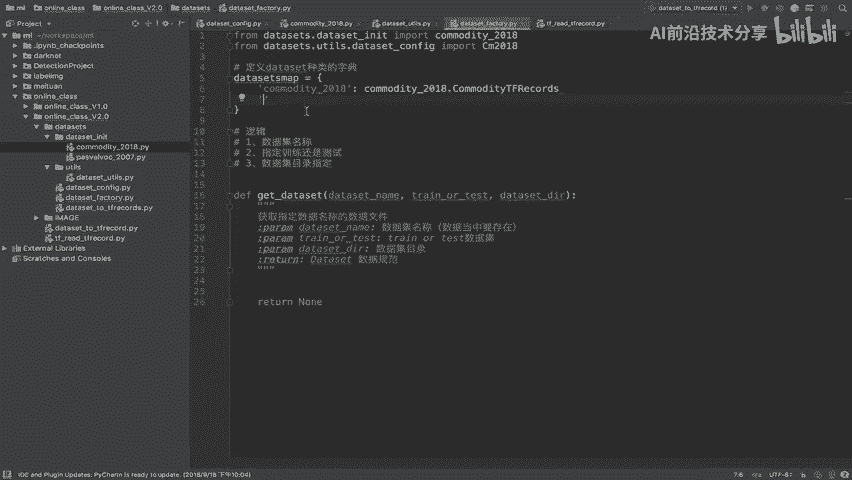 ml online_class online_class_V2.0 datasets dataset_factory.py dataset_to_tfrecord (1)
Project dataset_config.py commodity_2018.py dataset_utils.py dataset_factory.py tf_read_tfrecord.py
AI前沿技术分享 bilibili
ml ~/workspace/ml
.ipynb_checkpoints
darknet
DetectionProject
labelimg
meituan
online_class
online_class_V1.0
online_class_V2.0
datasets
dataset_init
commodity_2018.py
pasvalvoc_2007.py
utils
dataset_utils.py
dataset_config.py
dataset_factory.py
dataset_to_tfrecords.py
IMAGE
dataset_to_tfrecord.py
tf_read_tfrecord.py
External Libraries
Scratches and Consoles
1 from datasets.dataset_init import commodity_2018
2 from datasets.utils.dataset_config import Cm2018
3
4 # 定义dataset种类的字典
5 datasetsmap = {
6 'commodity_2018': commodity_2018.CommodityTFRecords
7 '
8 }
9
10 # 逻辑
11 # 1、数据集名称
12 # 2、指定训练还是测试
13 # 3、数据集目录指定
14
15
16 def get_dataset(dataset_name, train_or_test, dataset_dir):
17 """
18 获取指定数据名称的数据文件
19 :param dataset_name: 数据集名称（数据当中要存在）
20 :param train_or_test: train or test数据集
21 :param dataset_dir: 数据集目录
22 :return: Dataset 数据规范
23 """
24
25
26 return None
IDE and Plugin Updates: PyCharm is ready to update. (2018/9/18 下午10:04) 7:6 n/a UTF-8